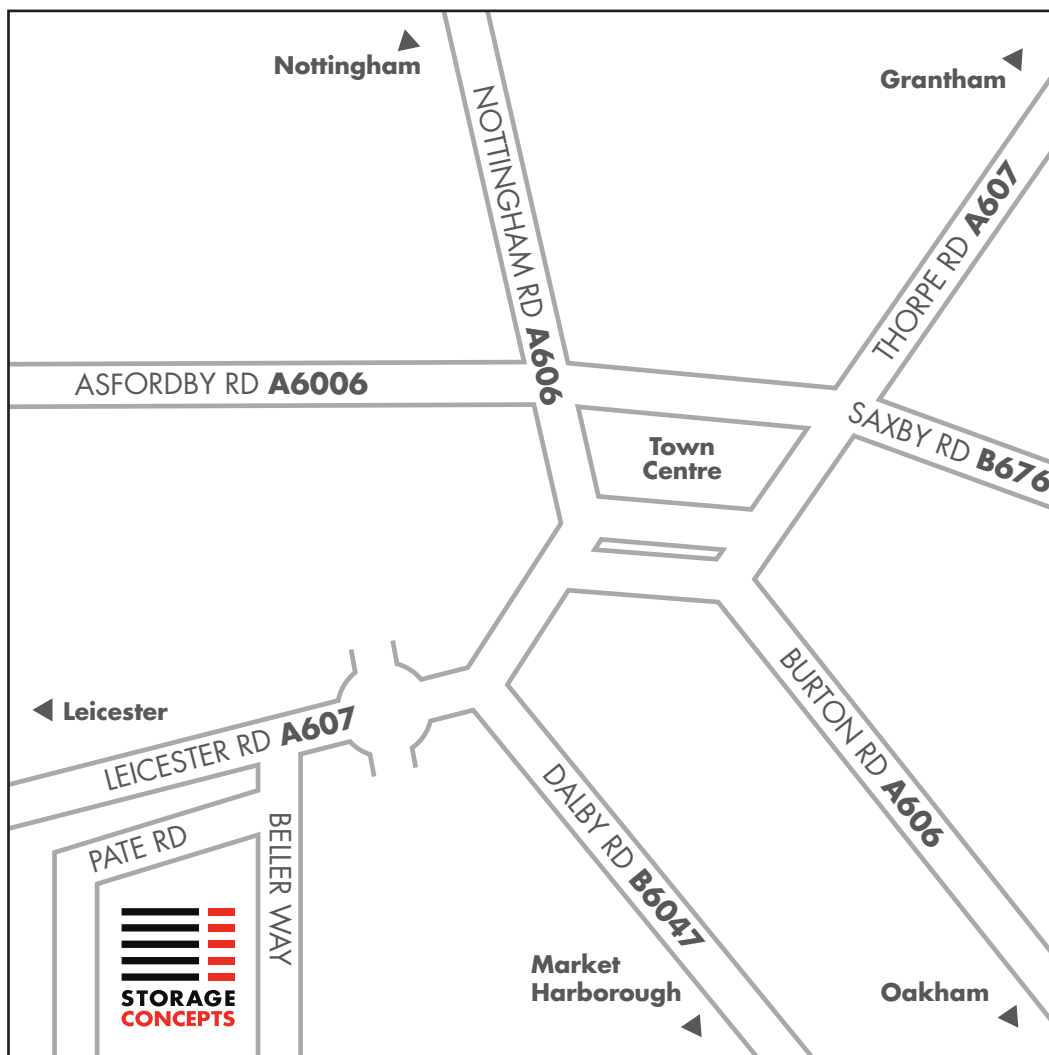 Nottingham
Grantham
NOTTINGHAM RD A606
THORPE RD A607
ASFORDBY RD A6006
SAXBY RD B676
Town
Centre
Leicester
LEICESTER RD A607
BURTON RD A606
DALBY RD B6047
PATE RD
BELLER WAY
STORAGE
CONCEPTS
Market
Harborough
Oakham